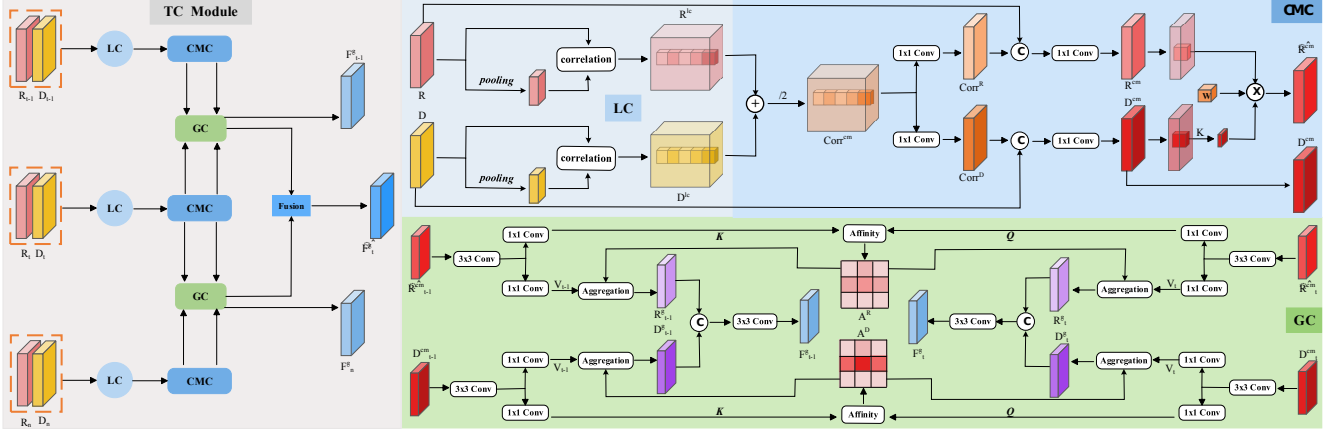 TC Module
R_{t-1} D_{t-1}
LC
CMC
F^g_{t-1}
GC
R_t D_t
LC
CMC
Fusion
F̂^g_t
GC
R_n D_n
LC
CMC
F^g_n
CMC
LC
R
pooling
correlation
R^{lc}
D
pooling
correlation
D^{lc}
+
/2
Corr^{cm}
1x1 Conv
Corr^R
C
1x1 Conv
R^{cm}
W
X
R̂^{cm}
1x1 Conv
Corr^D
C
1x1 Conv
D^{cm}
K
D^{cm}
GC
R̂^{cm}_{t-1}
3x3 Conv
1x1 Conv
K
Affinity
Q
1x1 Conv
3x3 Conv
R̂^{cm}_t
1x1 Conv
V_{t-1}
Aggregation
R^g_{t-1}
A^R
R^g_t
Aggregation
V_t
1x1 Conv
D^g_{t-1}
C
3x3 Conv
F^g_{t-1}
F^g_t
3x3 Conv
C
D^g_t
D^{cm}_{t-1}
3x3 Conv
1x1 Conv
V_{t-1}
Aggregation
A^D
Aggregation
V_t
1x1 Conv
3x3 Conv
D^{cm}_t
1x1 Conv
K
Affinity
Q
1x1 Conv